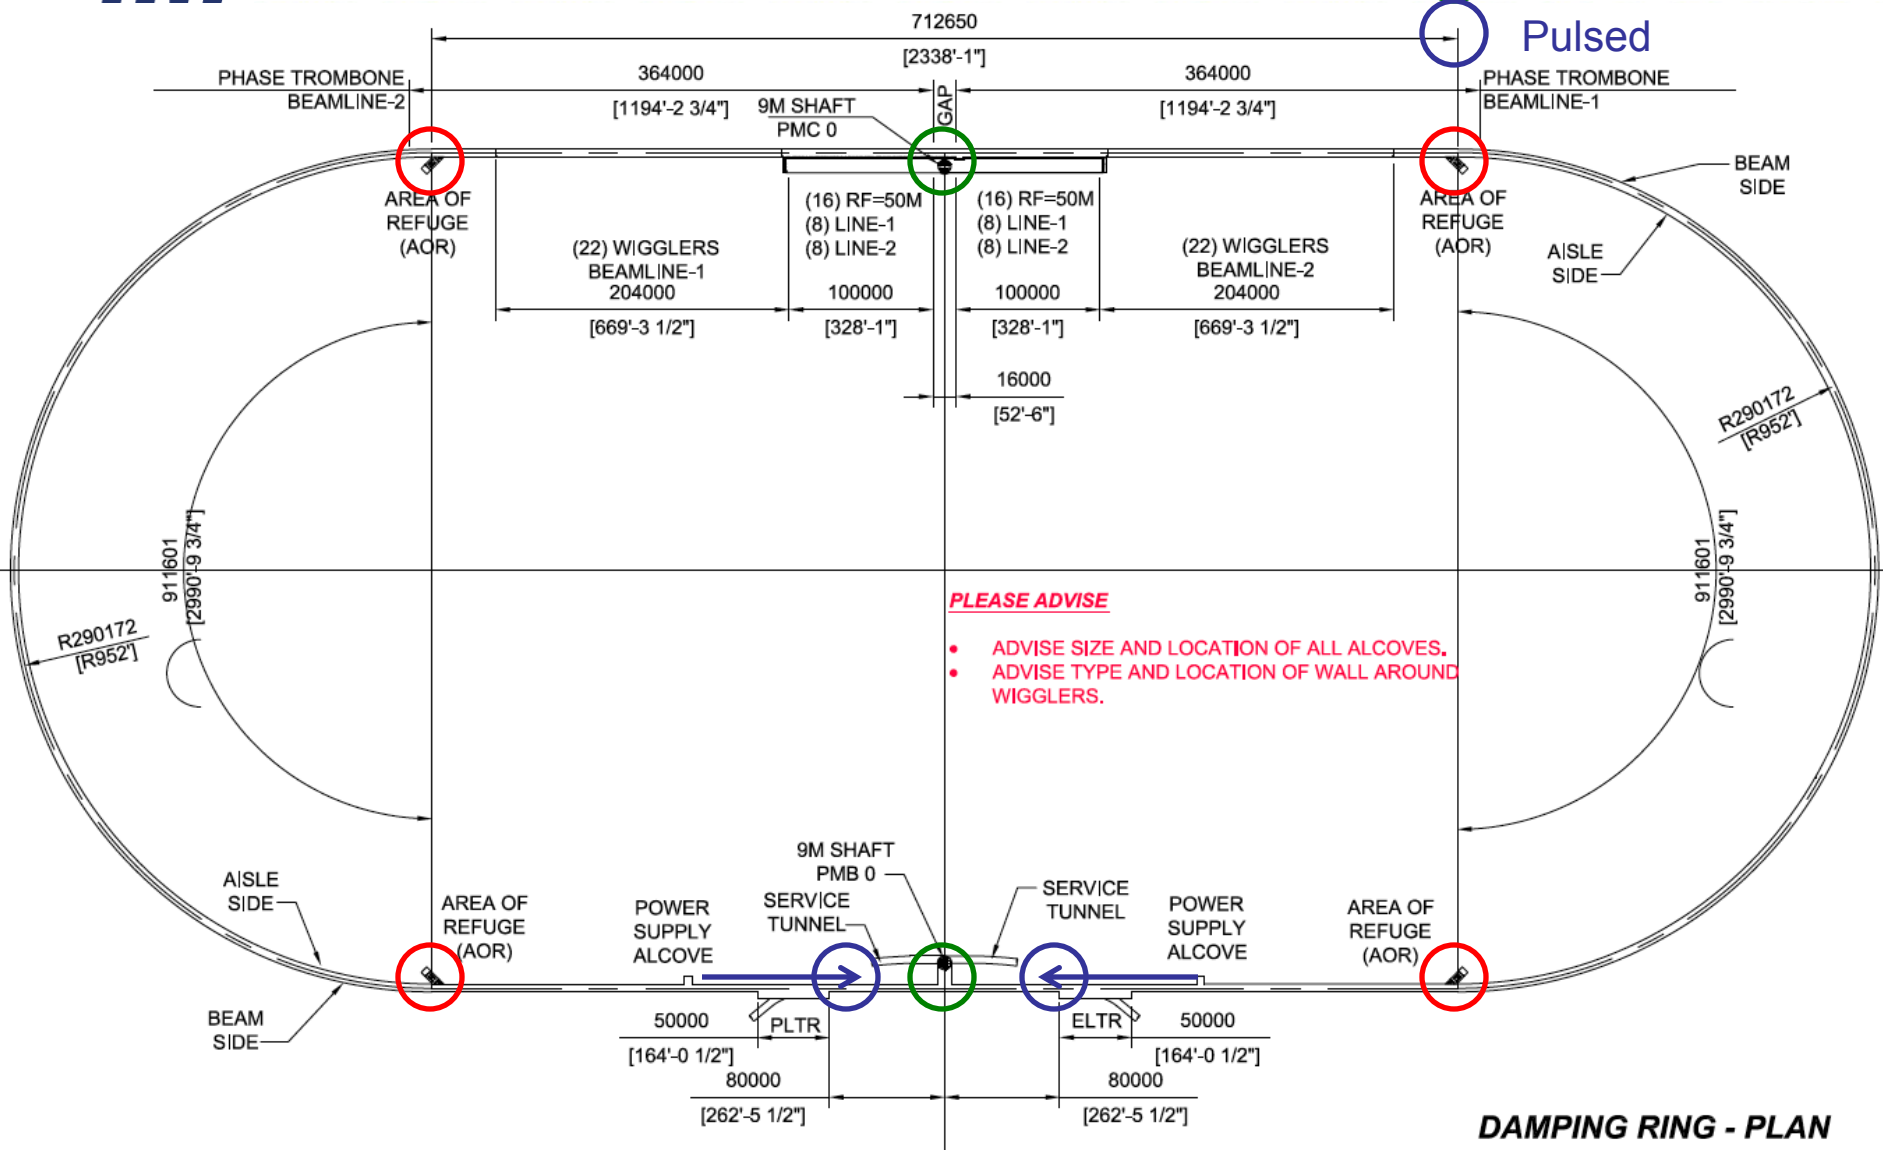 712650
[2338'-1"]
Pulsed
PHASE TROMBONE
BEAMLINE-2
364000
[1194'-2 3/4"]
9M SHAFT
PMC 0
GAP
364000
[1194'-2 3/4"]
PHASE TROMBONE
BEAMLINE-1
BEAM
SIDE
AISLE
SIDE
AREA OF
REFUGE
(AOR)
(22) WIGGLERS
BEAMLINE-1
204000
[669'-3 1/2"]
(16) RF=50M
(8) LINE-1
(8) LINE-2
100000
[328'-1"]
(16) RF=50M
(8) LINE-1
(8) LINE-2
100000
[328'-1"]
(22) WIGGLERS
BEAMLINE-2
204000
[669'-3 1/2"]
AREA OF
REFUGE
(AOR)
16000
[52'-6"]
R290172
[R952']
911601
[2990'-9 3/4"]
911601
[2990'-9 3/4"]
R290172
[R952']
PLEASE ADVISE
• ADVISE SIZE AND LOCATION OF ALL ALCOVES.
• ADVISE TYPE AND LOCATION OF WALL AROUND
WIGGLERS.
AISLE
SIDE
AREA OF
REFUGE
(AOR)
POWER
SUPPLY
ALCOVE
9M SHAFT
PMB 0
SERVICE
TUNNEL
SERVICE
TUNNEL
POWER
SUPPLY
ALCOVE
AREA OF
REFUGE
(AOR)
BEAM
SIDE
50000
[164'-0 1/2"]
PLTR
ELTR
50000
[164'-0 1/2"]
80000
[262'-5 1/2"]
80000
[262'-5 1/2"]
DAMPING RING - PLAN